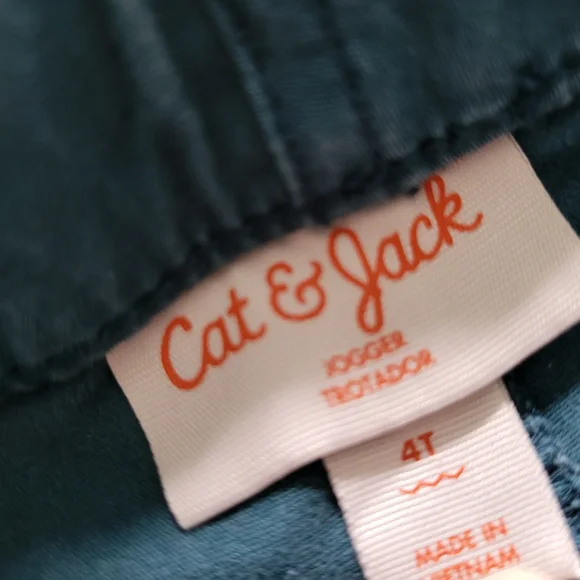 Cat & Jack
JOGGER
TROTADOR
4T
MADE IN
VIETNAM